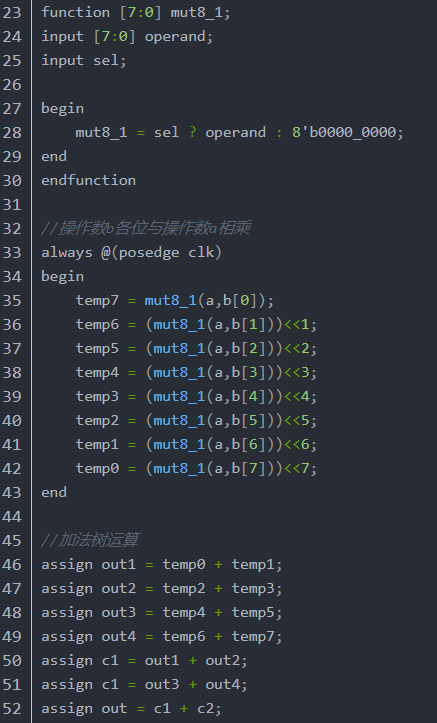 23 function [7:0] mut8_1;
24 input [7:0] operand;
25 input sel;
26
27 begin
28     mut8_1 = sel ? operand : 8'b0000_0000;
29 end
30 endfunction
31
32 //操作数b各位与操作数a相乘
33 always @(posedge clk)
34 begin
35     temp7 = mut8_1(a,b[0]);
36     temp6 = (mut8_1(a,b[1]))<<1;
37     temp5 = (mut8_1(a,b[2]))<<2;
38     temp4 = (mut8_1(a,b[3]))<<3;
39     temp3 = (mut8_1(a,b[4]))<<4;
40     temp2 = (mut8_1(a,b[5]))<<5;
41     temp1 = (mut8_1(a,b[6]))<<6;
42     temp0 = (mut8_1(a,b[7]))<<7;
43 end
44
45 //加法树运算
46 assign out1 = temp0 + temp1;
47 assign out2 = temp2 + temp3;
48 assign out3 = temp4 + temp5;
49 assign out4 = temp6 + temp7;
50 assign c1 = out1 + out2;
51 assign c1 = out3 + out4;
52 assign out = c1 + c2;